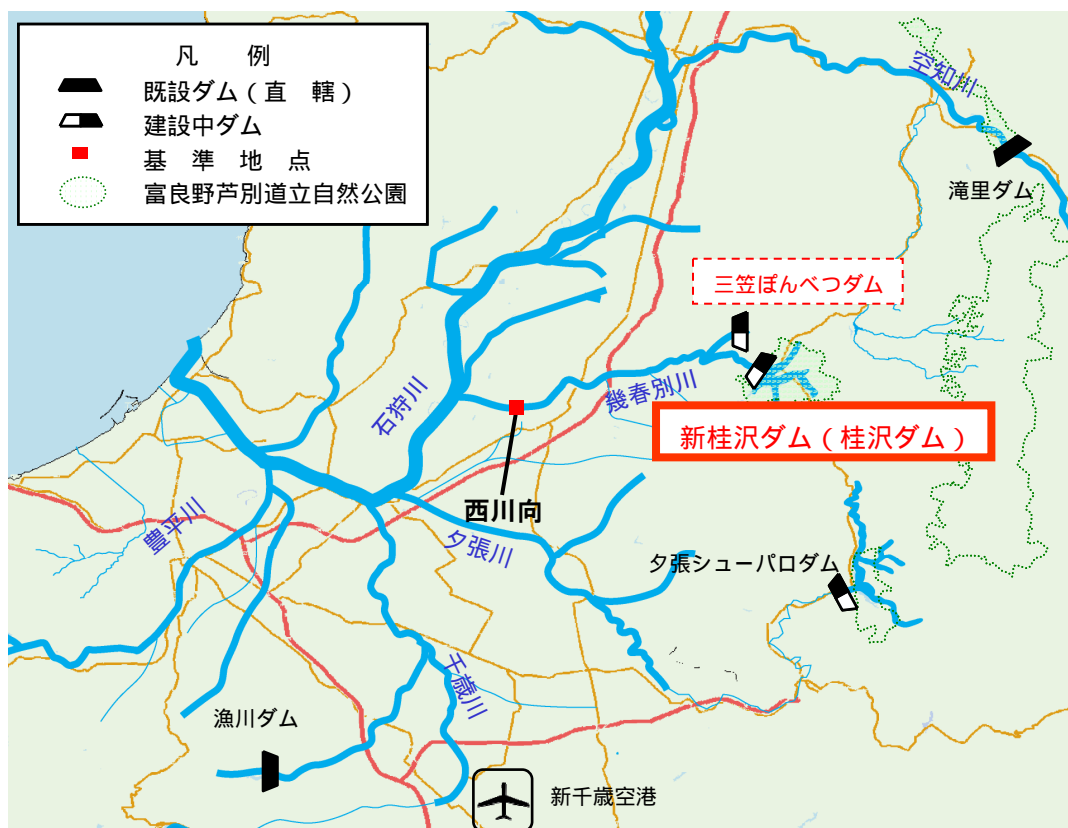 凡 例
既設ダム(直 轄)
建設中ダム
基 準 地 点
富良野芦別道立自然公園
空知川
滝里ダム
三笠ぽんべつダム
幾春別川
石狩川
新桂沢ダム(桂沢ダム)
西川向
豊平川
夕張川
夕張シューパロダム
千歳川
漁川ダム
新千歳空港